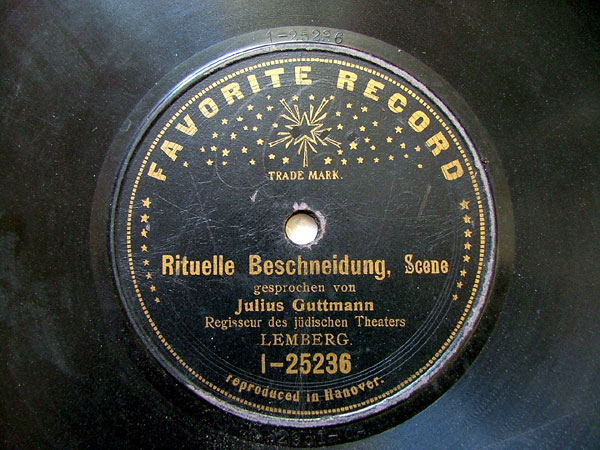 1-25236
FAVORITE RECORD
TRADE MARK.
Rituelle Beschneidung, Scene
gesprochen von
Julius Guttmann
Regisseur des jüdischen Theaters
LEMBERG.
1-25236
reproduced in Hanover.